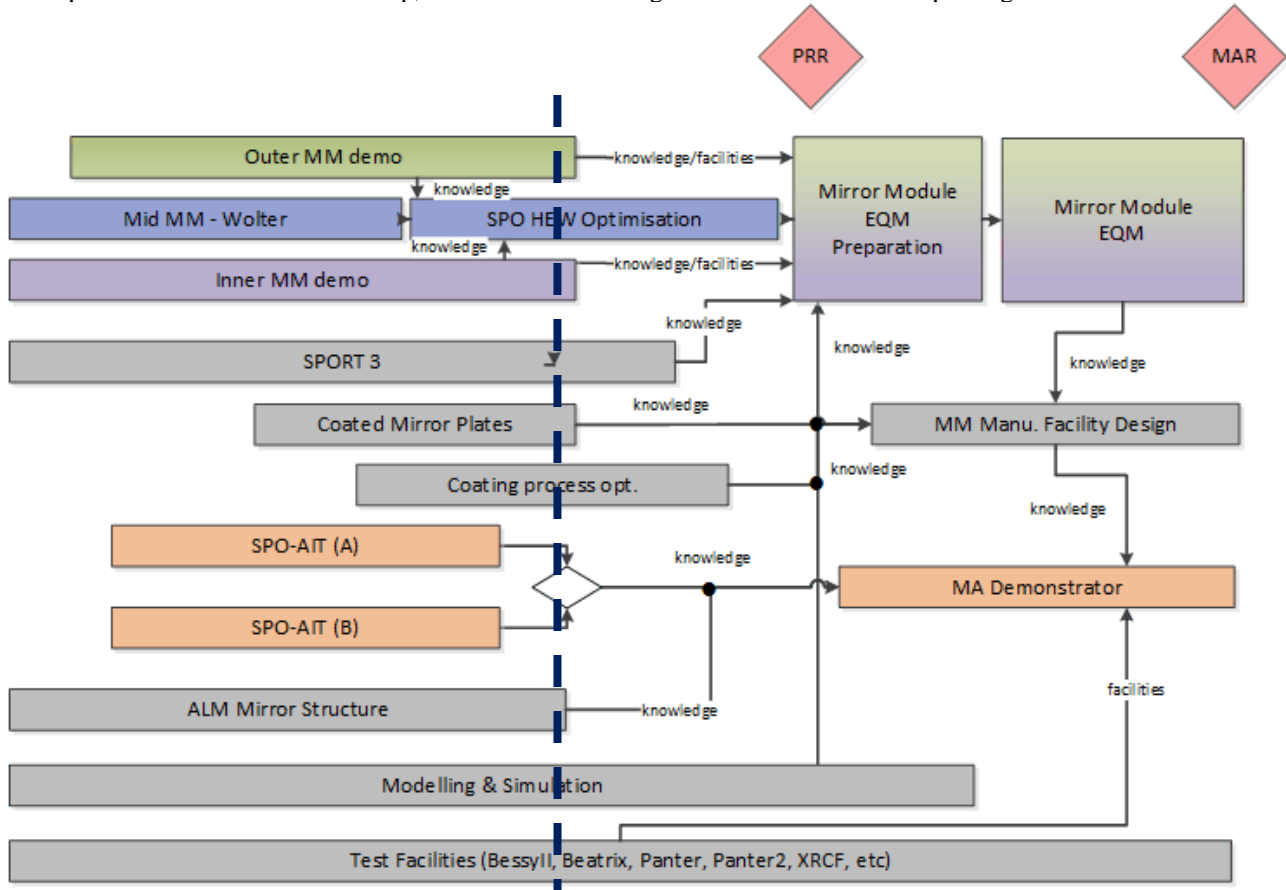 PRR
MAR
Outer MM demo
knowledge/facilities
knowledge
Mirror Module
EQM
Preparation
Mirror Module
EQM
Mid MM - Wolter
SPO HEW Optimisation
knowledge
Inner MM demo
knowledge/facilities
knowledge
SPORT 3
knowledge
knowledge
Coated Mirror Plates
knowledge
MM Manu. Facility Design
Coating process opt.
knowledge
knowledge
SPO-AIT (A)
knowledge
MA Demonstrator
SPO-AIT (B)
ALM Mirror Structure
knowledge
facilities
Modelling & Simulation
Test Facilities (BessyII, Beatrix, Panter, Panter2, XRCF, etc)